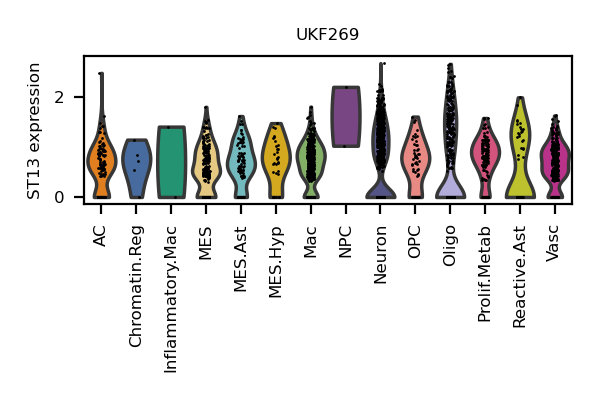 UKF269
ST13 expression
2
0
AC
Chromatin.Reg
Inflammatory.Mac
MES
MES.Ast
MES.Hyp
Mac
NPC
Neuron
OPC
Oligo
Prolif.Metab
Reactive.Ast
Vasc